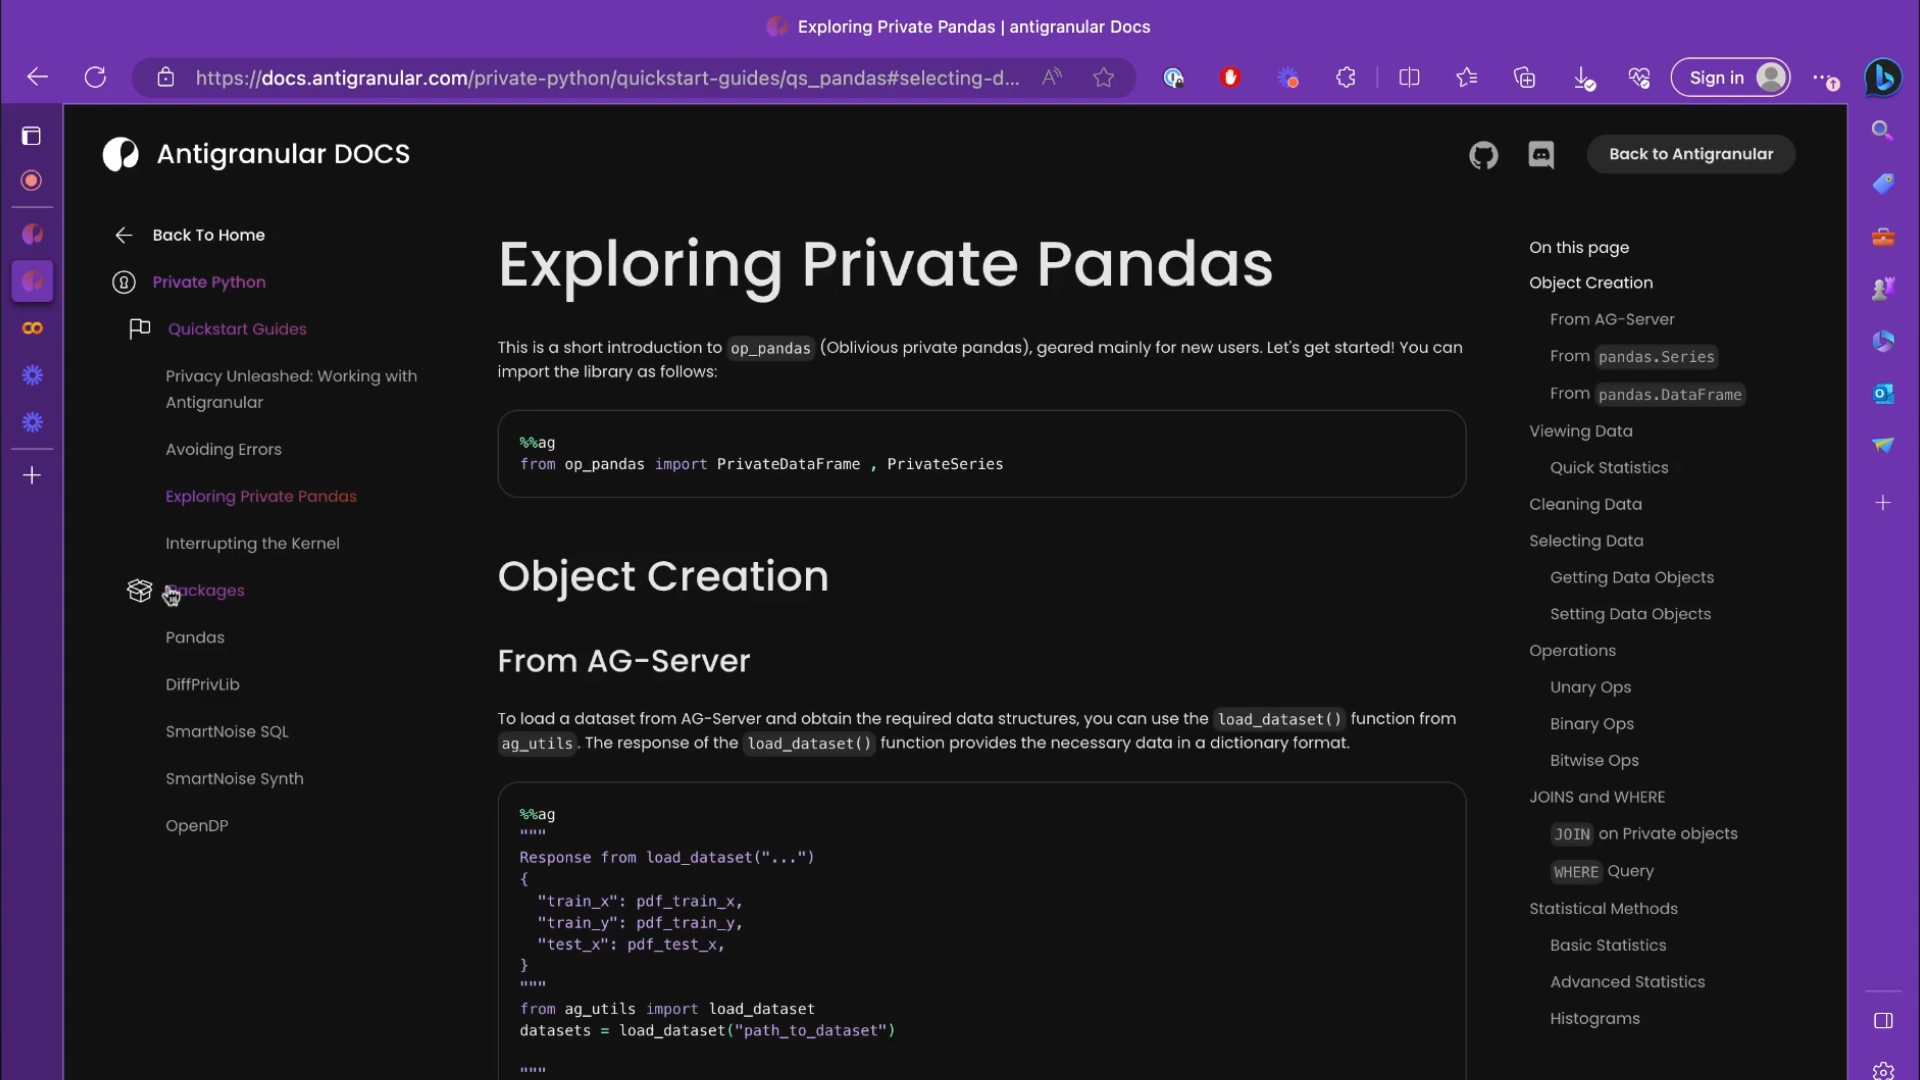 Exploring Private Pandas | antigranular Docs
https://docs.antigranular.com/private-python/quickstart-guides/qs_pandas#selecting-d...
Sign in
Antigranular DOCS
Back to Antigranular
Back To Home
Private Python
Quickstart Guides
Privacy Unleashed: Working with
Antigranular
Avoiding Errors
Exploring Private Pandas
Interrupting the Kernel
Packages
Pandas
DiffPrivLib
SmartNoise SQL
SmartNoise Synth
OpenDP
Exploring Private Pandas
This is a short introduction to op_pandas (Oblivious private pandas), geared mainly for new users. Let's get started! You can
import the library as follows:
%%ag
from op_pandas import PrivateDataFrame , PrivateSeries
Object Creation
From AG-Server
To load a dataset from AG-Server and obtain the required data structures, you can use the load_dataset() function from
ag_utils. The response of the load_dataset() function provides the necessary data in a dictionary format.
%%ag
"""
Response from load_dataset("...")
{
"train_x": pdf_train_x,
"train_y": pdf_train_y,
"test_x": pdf_test_x,
}
"""
from ag_utils import load_dataset
datasets = load_dataset("path_to_dataset")
"""
On this page
Object Creation
From AG-Server
From pandas.Series
From pandas.DataFrame
Viewing Data
Quick Statistics
Cleaning Data
Selecting Data
Getting Data Objects
Setting Data Objects
Operations
Unary Ops
Binary Ops
Bitwise Ops
JOINS and WHERE
JOIN on Private objects
WHERE Query
Statistical Methods
Basic Statistics
Advanced Statistics
Histograms